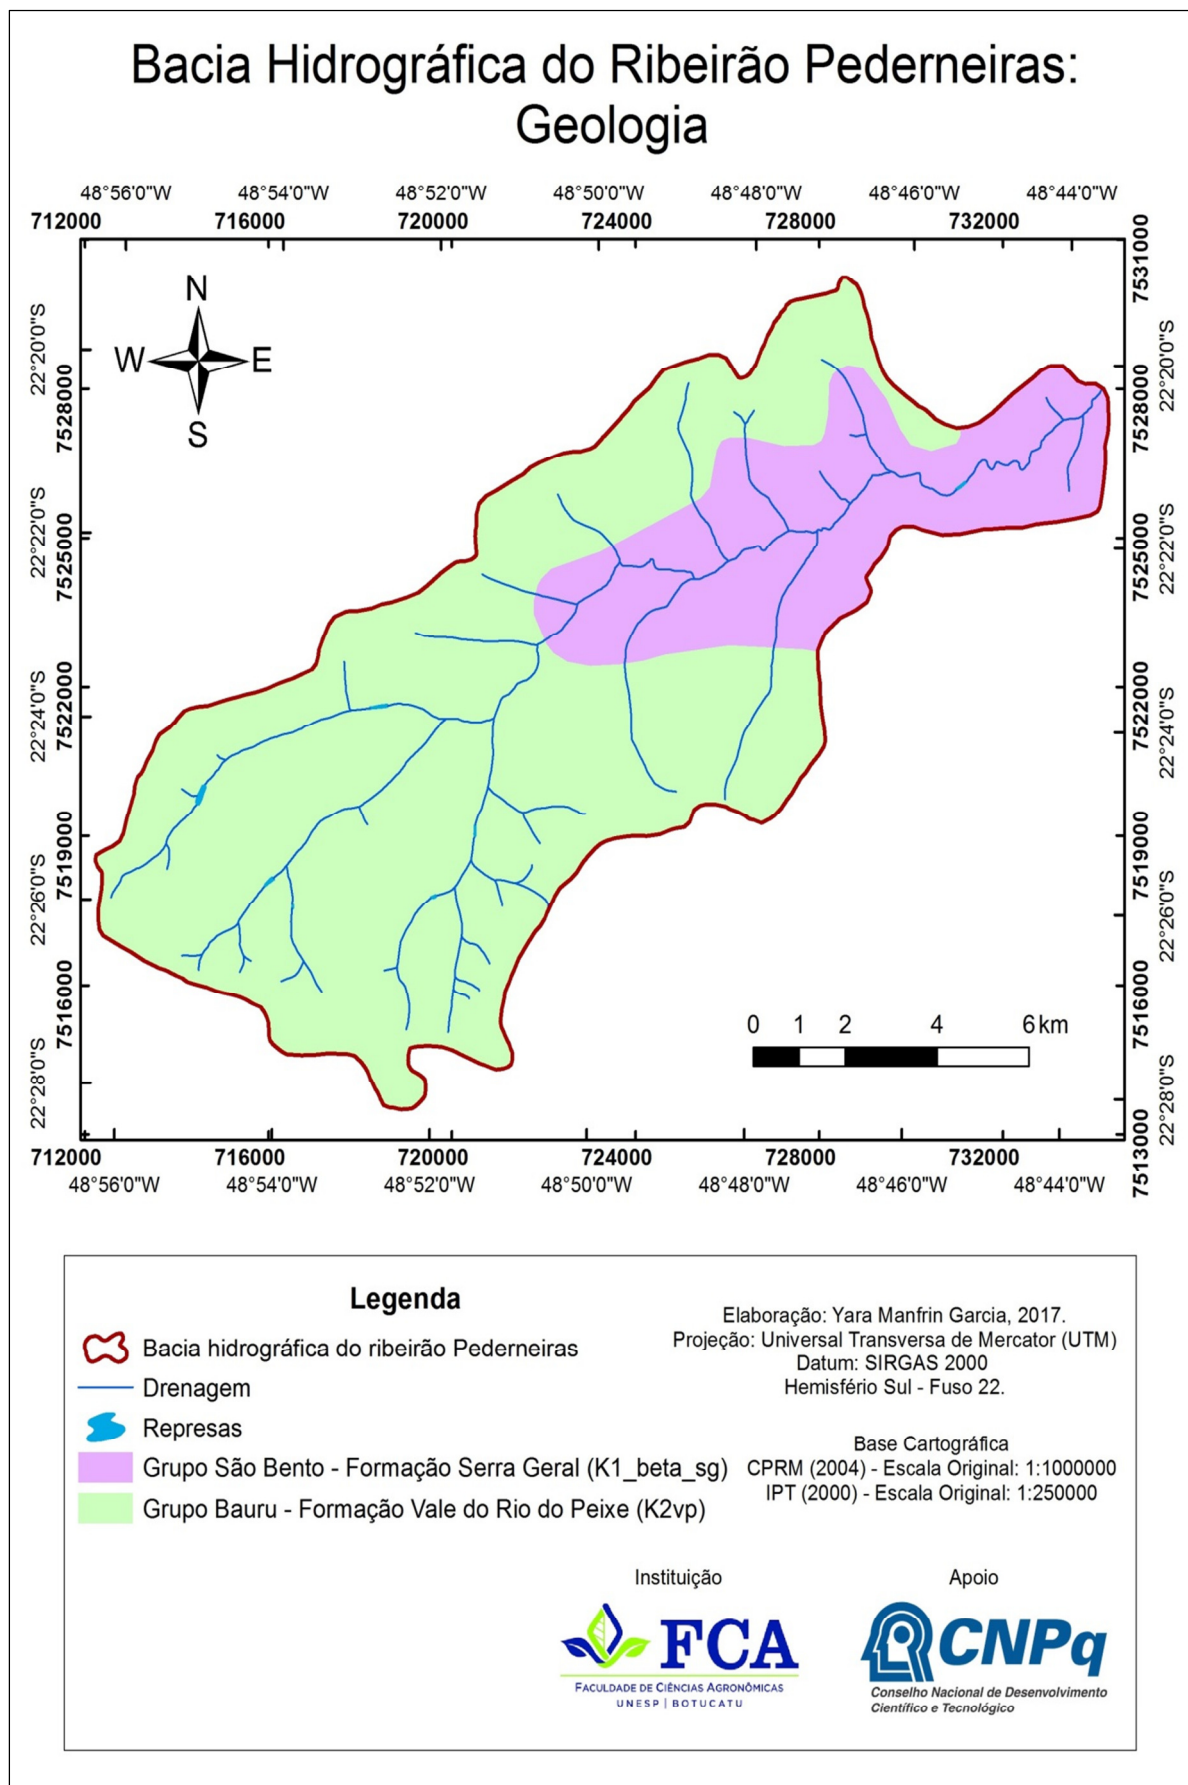 Bacia Hidrográfica do Ribeirão Pederneiras:
Geologia
48°56'0"W 48°54'0"W 48°52'0"W 48°50'0"W 48°48'0"W 48°46'0"W 48°44'0"W
712000 716000 720000 724000 728000 732000
N
W E
S
22°20'0"S
22°22'0"S
22°24'0"S
22°26'0"S
22°28'0"S
7528000
7525000
7522000
7519000
7516000
7531000
7528000
7525000
7522000
7519000
7516000
7513000
22°20'0"S
22°22'0"S
22°24'0"S
22°26'0"S
22°28'0"S
0 1 2 4 6 km
712000 716000 720000 724000 728000 732000
48°56'0"W 48°54'0"W 48°52'0"W 48°50'0"W 48°48'0"W 48°46'0"W 48°44'0"W
Legenda
Bacia hidrográfica do ribeirão Pederneiras
Drenagem
Represas
Grupo São Bento - Formação Serra Geral (K1_beta_sg)
Grupo Bauru - Formação Vale do Rio do Peixe (K2vp)
Elaboração: Yara Manfrin Garcia, 2017.
Projeção: Universal Transversa de Mercator (UTM)
Datum: SIRGAS 2000
Hemisfério Sul - Fuso 22.
Base Cartográfica
CPRM (2004) - Escala Original: 1:1000000
IPT (2000) - Escala Original: 1:250000
Instituição
FCA
FACULDADE DE CIÊNCIAS AGRONÔMICAS
UNESP | BOTUCATU
Apoio
CNPq
Conselho Nacional de Desenvolvimento
Científico e Tecnológico